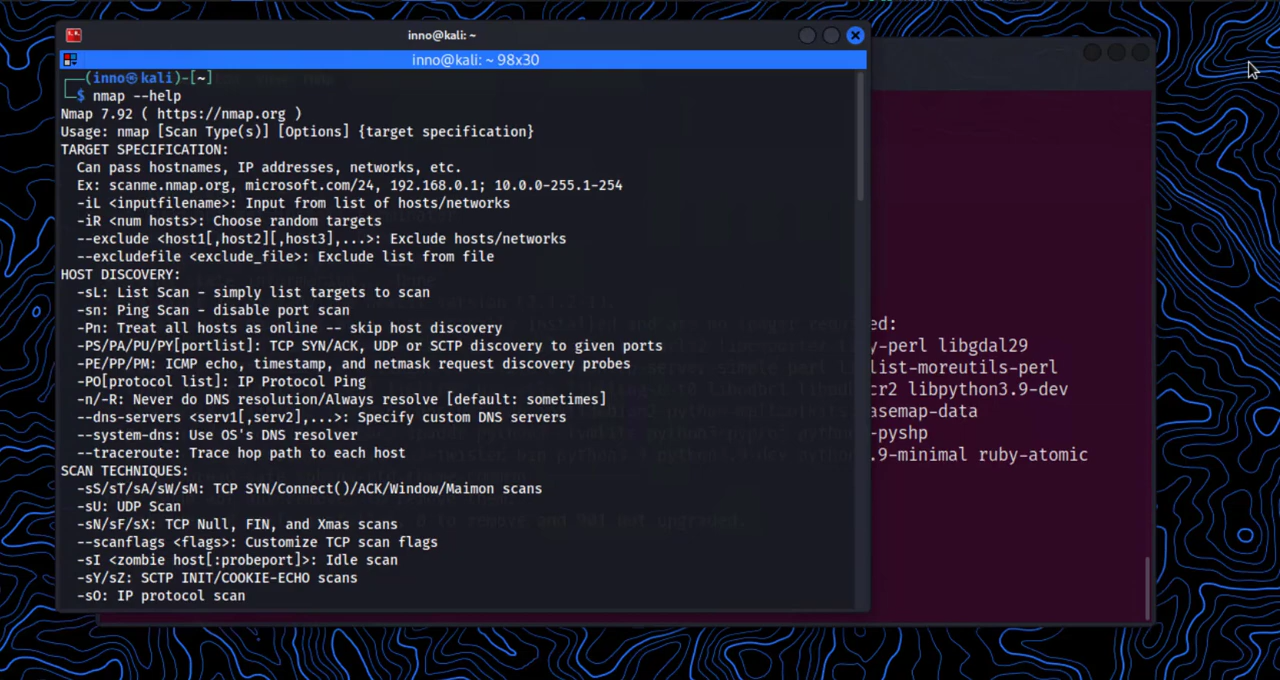 inno@kali: ~
inno@kali: ~ 98x30
(inno㉿kali)-[~]
$ nmap --help
Nmap 7.92 ( https://nmap.org )
Usage: nmap [Scan Type(s)] [Options] {target specification}
TARGET SPECIFICATION:
Can pass hostnames, IP addresses, networks, etc.
Ex: scanme.nmap.org, microsoft.com/24, 192.168.0.1; 10.0.0-255.1-254
-iL <inputfilename>: Input from list of hosts/networks
-iR <num hosts>: Choose random targets
--exclude <host1[,host2][,host3],...>: Exclude hosts/networks
--excludefile <exclude_file>: Exclude list from file
HOST DISCOVERY:
-sL: List Scan - simply list targets to scan
-sn: Ping Scan - disable port scan
-Pn: Treat all hosts as online -- skip host discovery
-PS/PA/PU/PY[portlist]: TCP SYN/ACK, UDP or SCTP discovery to given ports
-PE/PP/PM: ICMP echo, timestamp, and netmask request discovery probes
-PO[protocol list]: IP Protocol Ping
-n/-R: Never do DNS resolution/Always resolve [default: sometimes]
--dns-servers <serv1[,serv2],...>: Specify custom DNS servers
--system-dns: Use OS's DNS resolver
--traceroute: Trace hop path to each host
SCAN TECHNIQUES:
-sS/sT/sA/sW/sM: TCP SYN/Connect()/ACK/Window/Maimon scans
-sU: UDP Scan
-sN/sF/sX: TCP Null, FIN, and Xmas scans
--scanflags <flags>: Customize TCP scan flags
-sI <zombie host[:probeport]>: Idle scan
-sY/sZ: SCTP INIT/COOKIE-ECHO scans
-sO: IP protocol scan
ed:
y-perl libgdal29
list-moreutils-perl
cr2 libpython3.9-dev
asemap-data
-pyshp
.9-minimal ruby-atomic